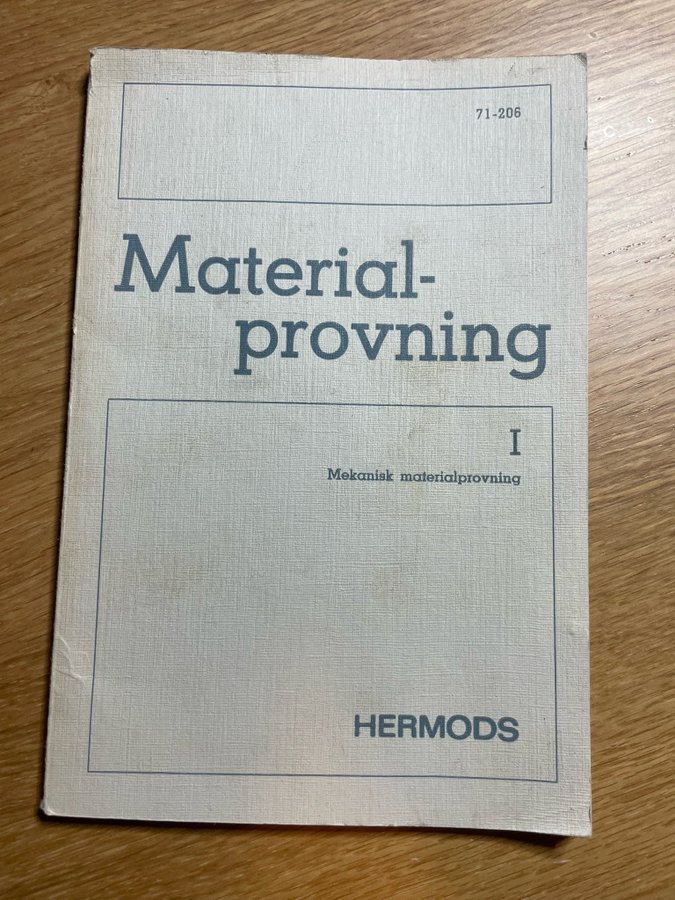 71-206
Material-
provning
I
Mekanisk materialprovning
HERMODS